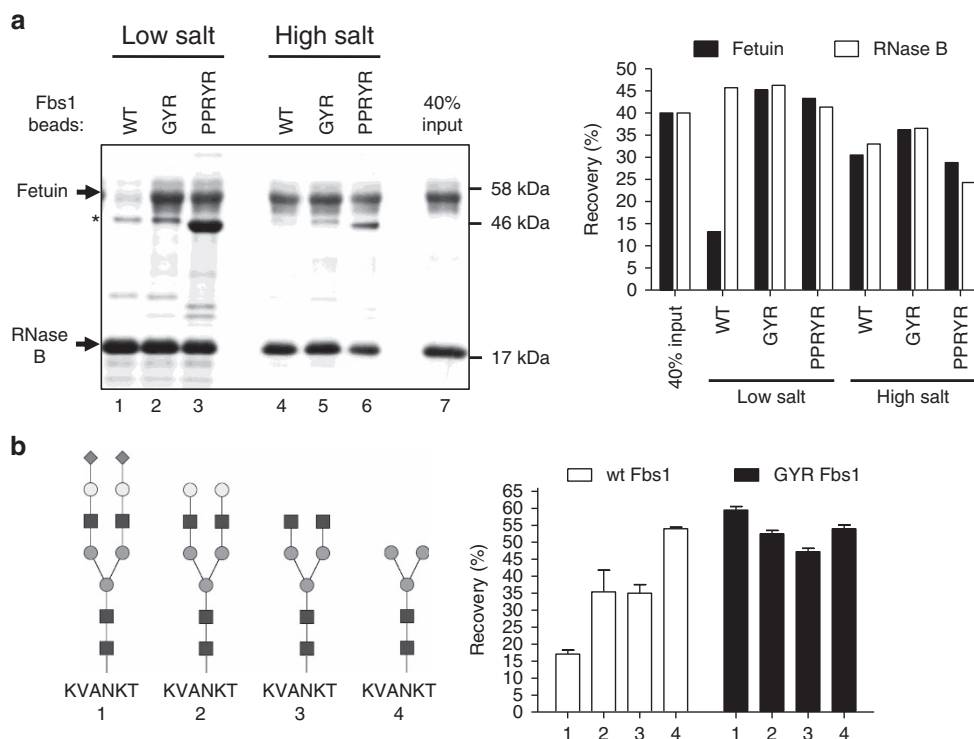 a
Low salt
High salt
Fbs1
beads:
WT
GYR
PPRYR
WT
GYR
PPRYR
40%
input
Fetuin
*
RNase
B
58 kDa
46 kDa
17 kDa
1 2 3 4 5 6 7
Fetuin
RNase B
Recovery (%)
50
45
40
35
30
25
20
15
10
5
0
40% input
WT
GYR
PPRYR
WT
GYR
PPRYR
Low salt
High salt
b
KVANKT KVANKT KVANKT KVANKT
1 2 3 4
wt Fbs1
GYR Fbs1
Recovery (%)
65
60
55
50
45
40
35
30
25
20
15
10
5
0
1 2 3 4 1 2 3 4